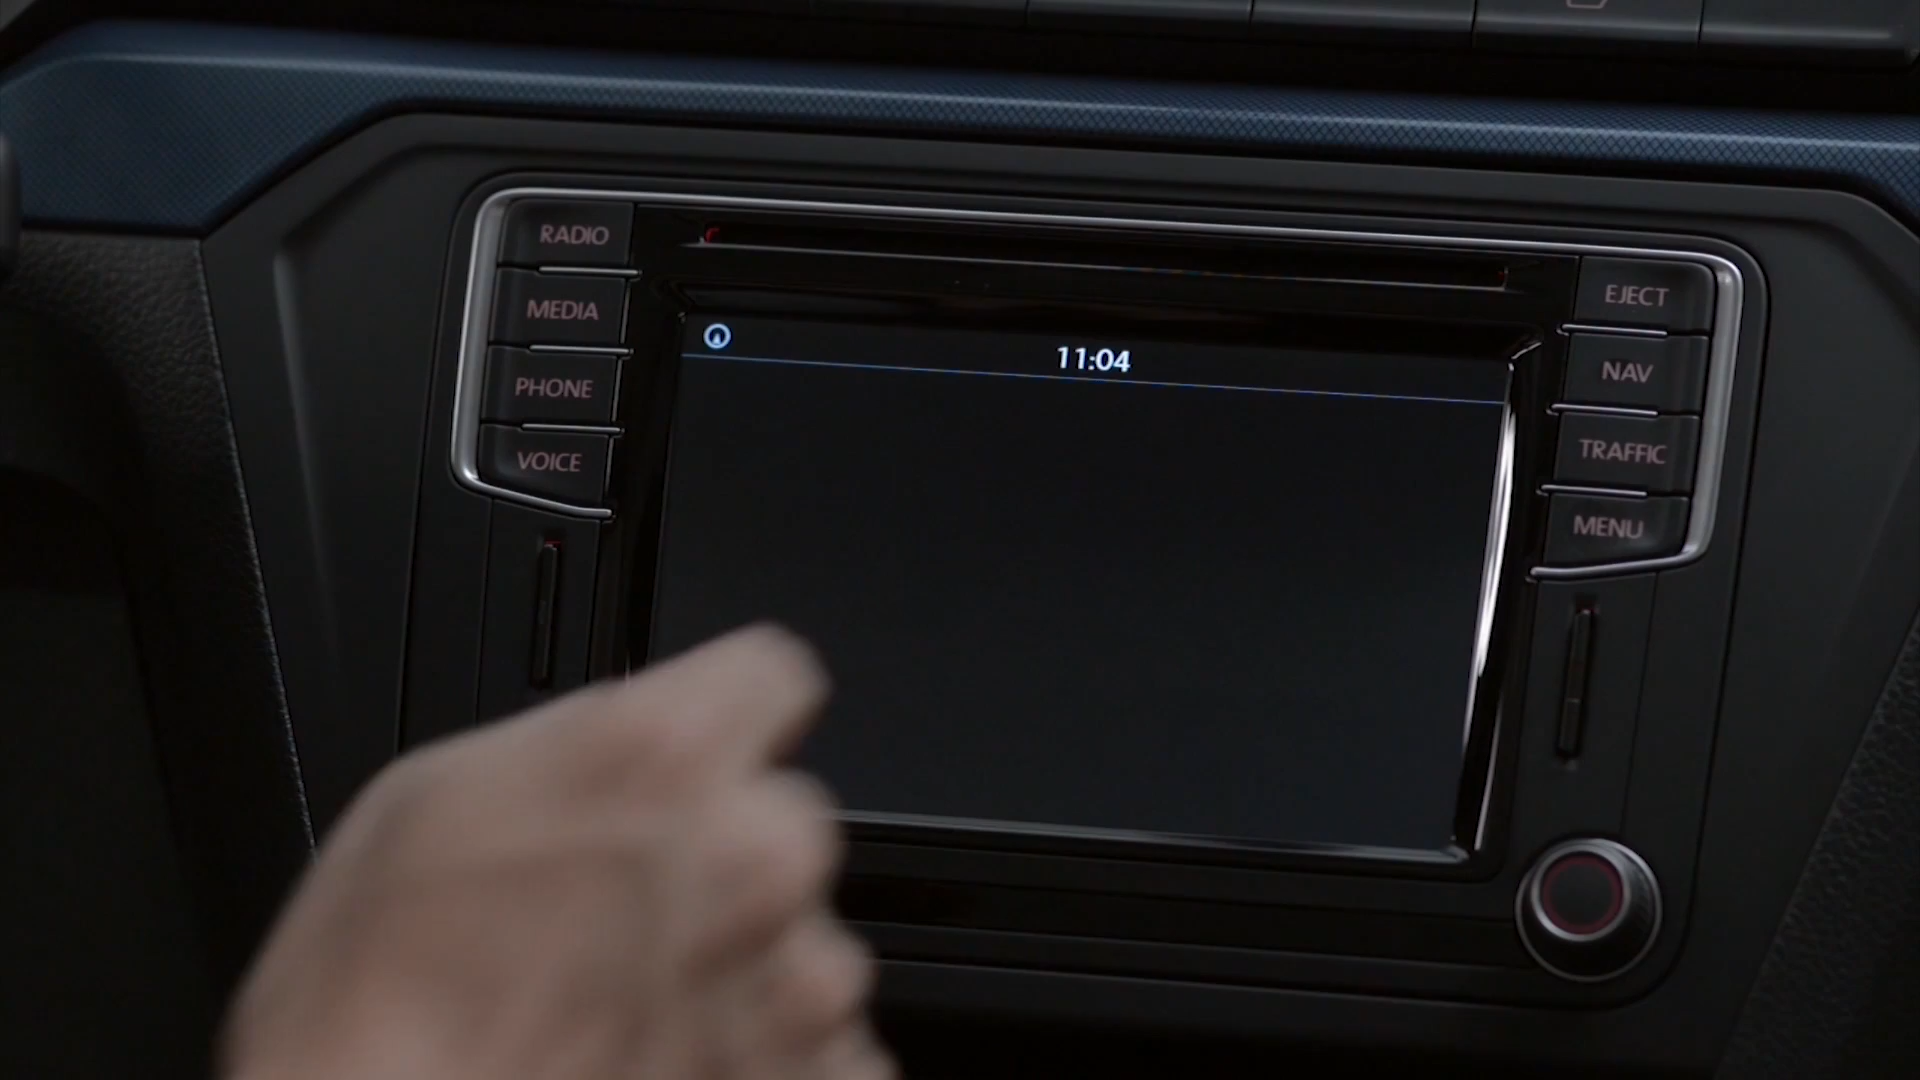 RADIO
MEDIA
PHONE
VOICE
11:04
EJECT
NAV
TRAFFIC
MENU